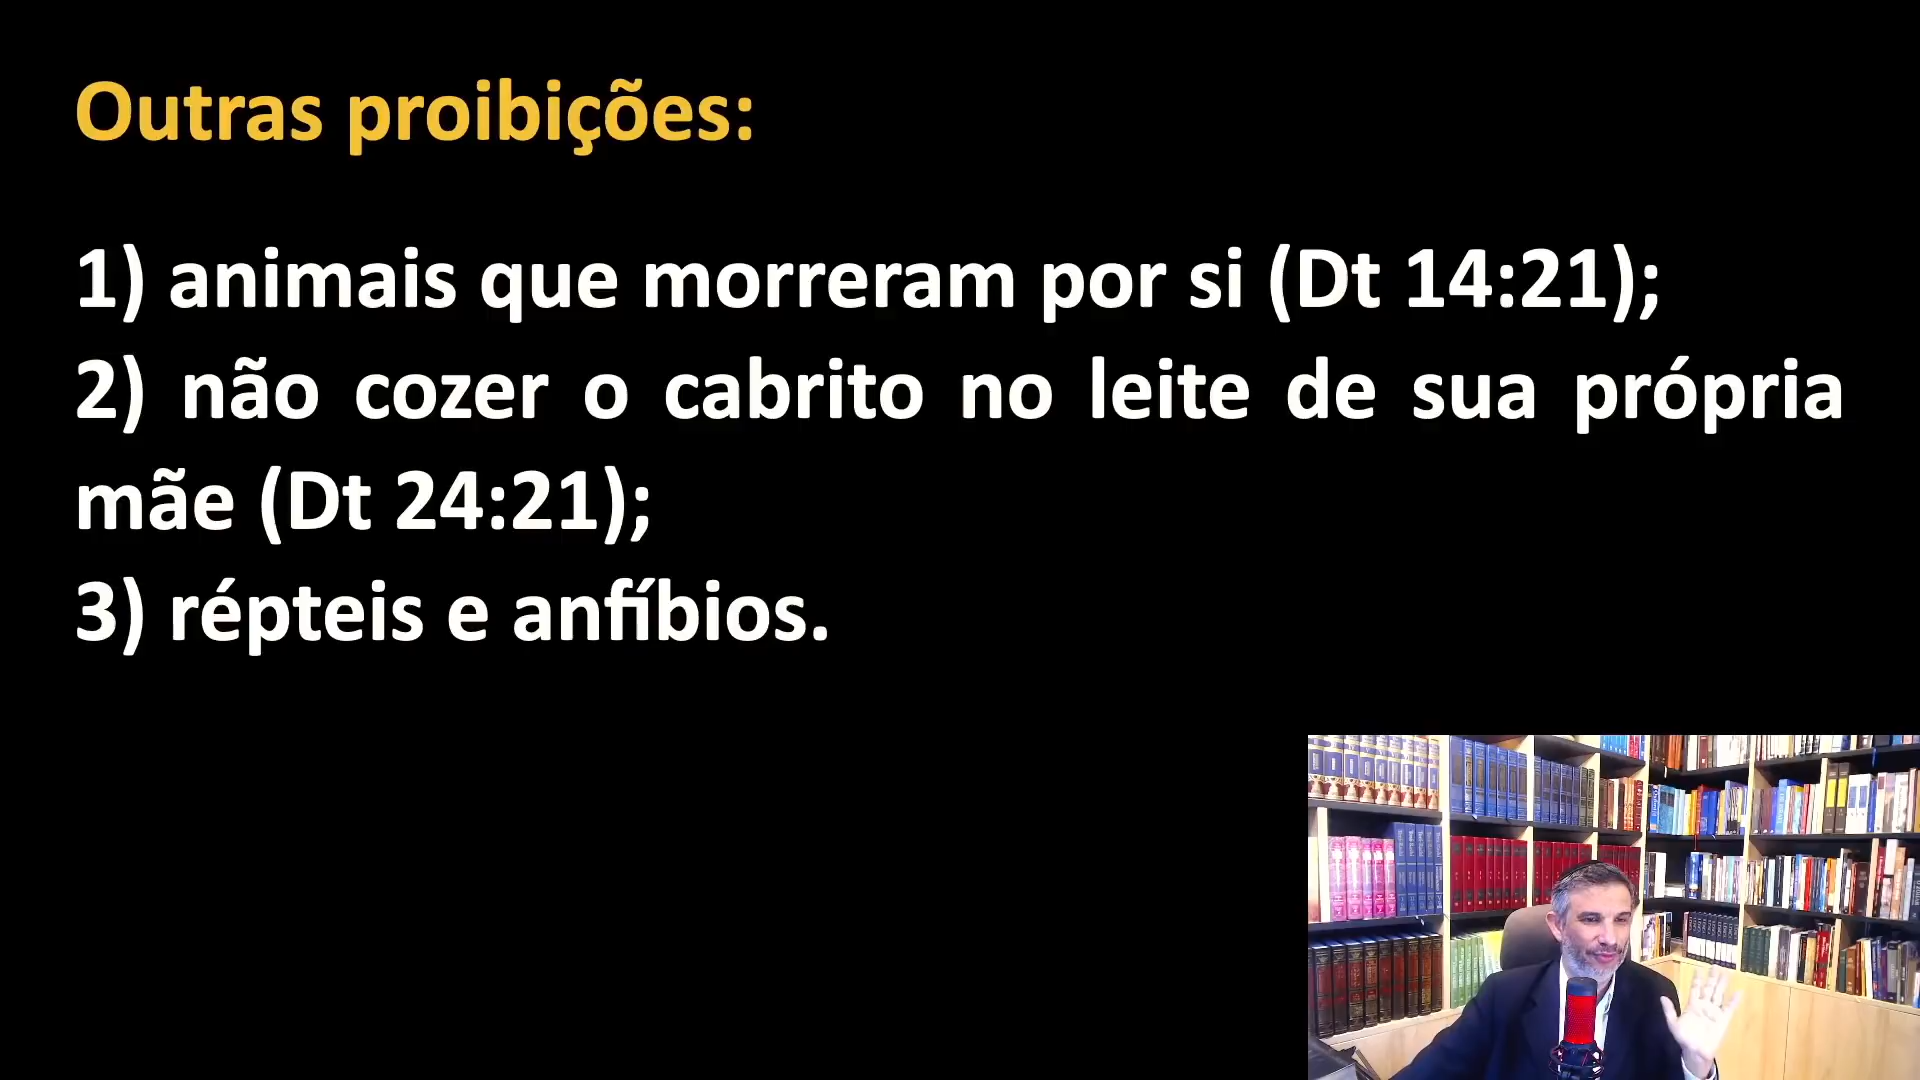 Outras proibições:
1) animais que morreram por si (Dt 14:21);
2) não cozer o cabrito no leite de sua própria
mãe (Dt 24:21);
3) répteis e anfíbios.